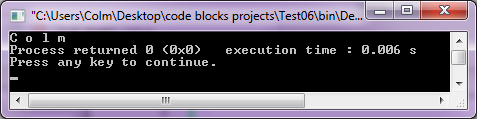 "C:\Users\Colm\Desktop\code blocks projects\Test06\bin\De...
C o l m
Process returned 0 (0x0)   execution time : 0.006 s
Press any key to continue.